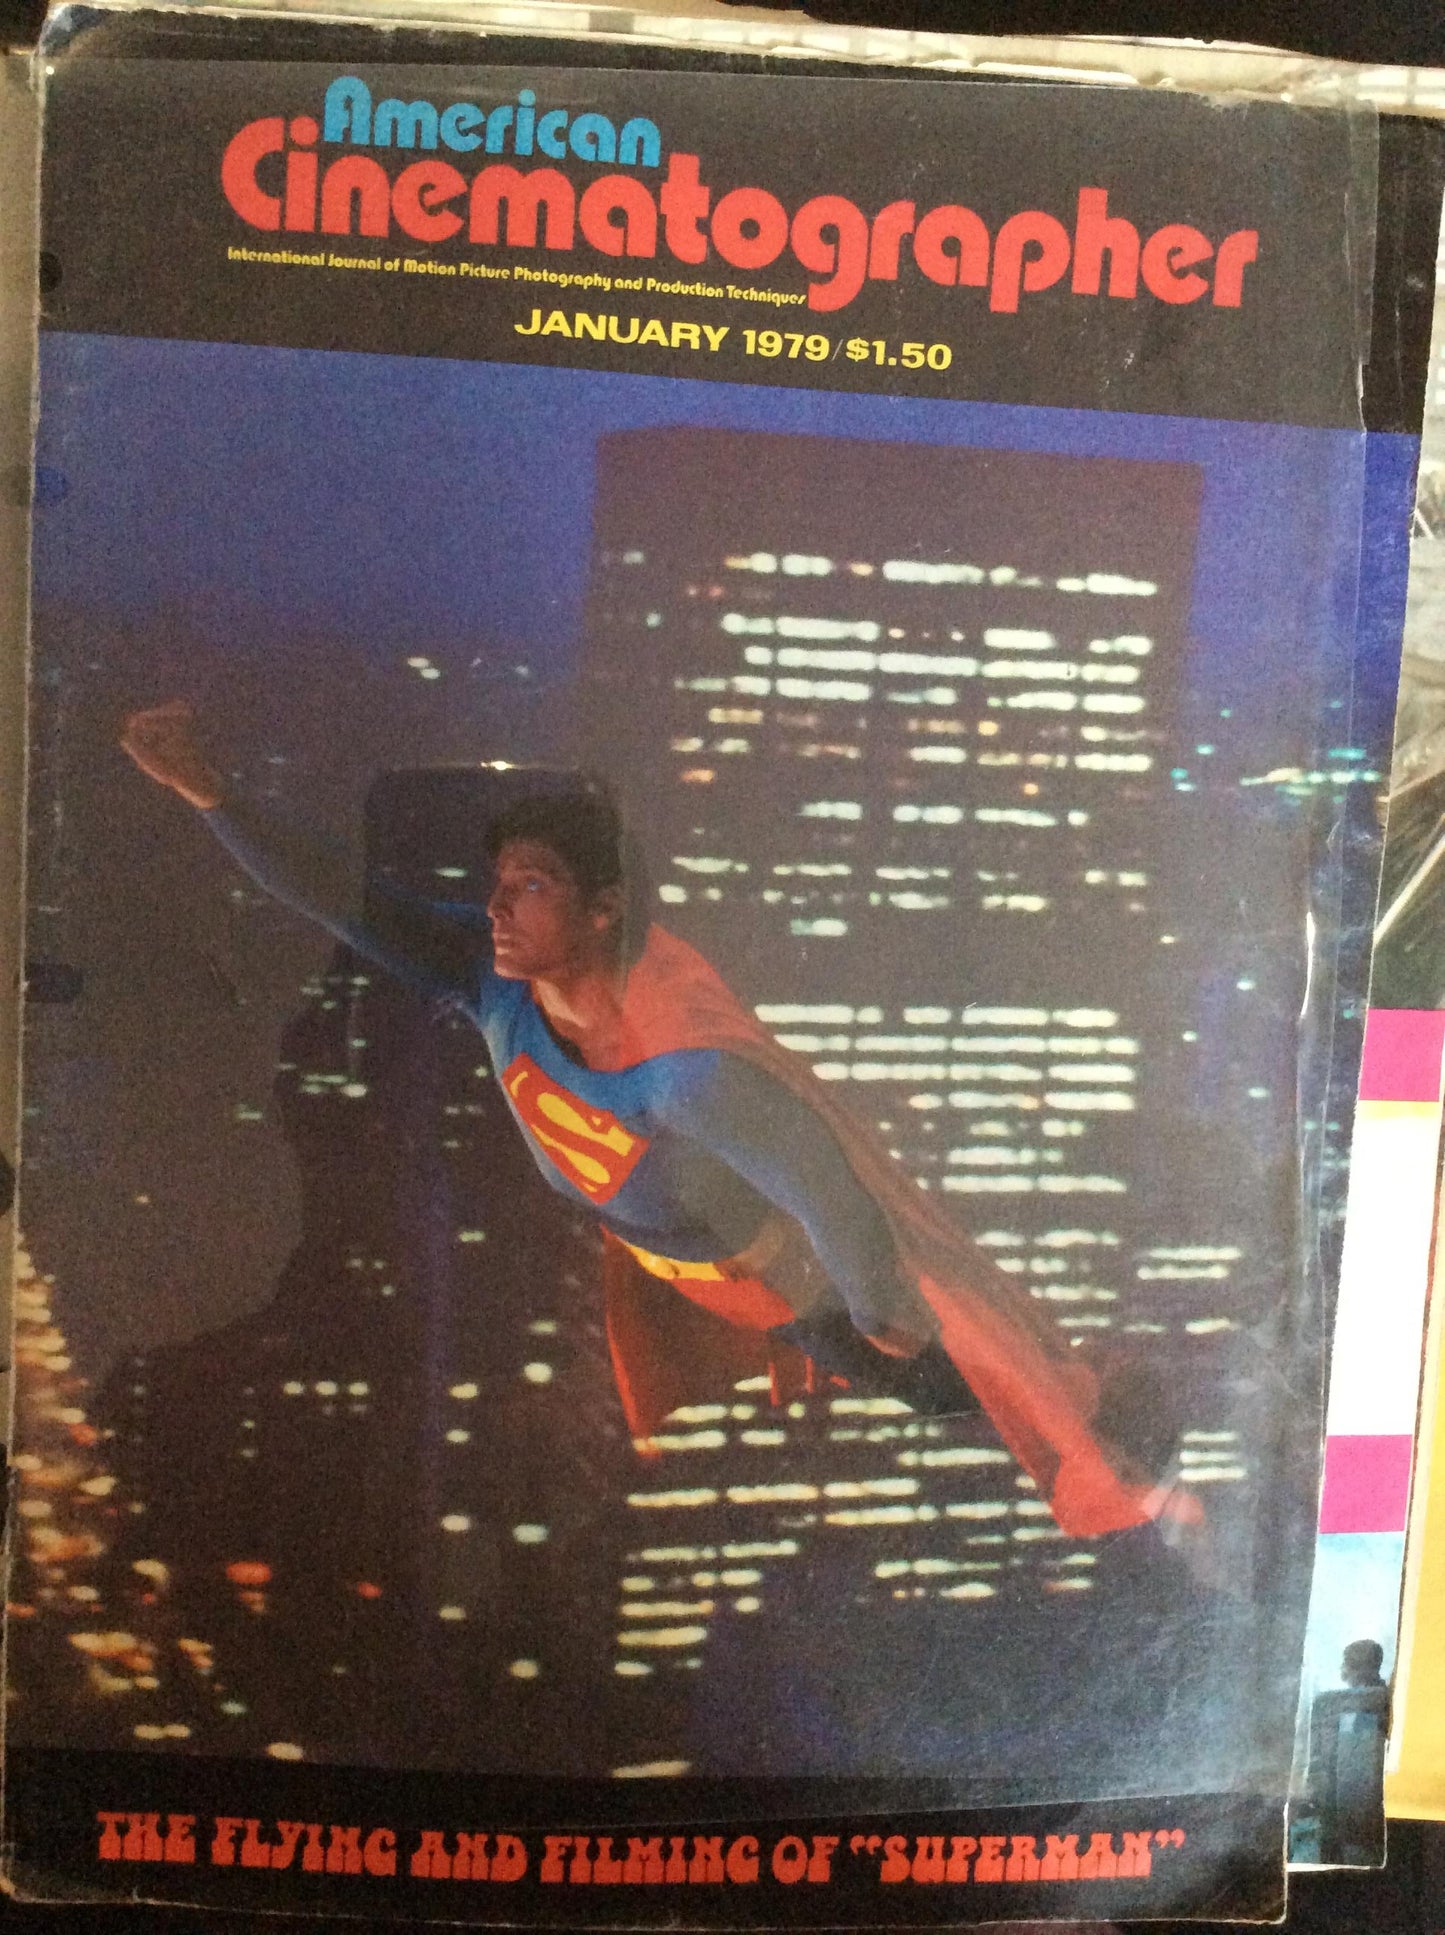 American
Cinematographer
International Journal of Motion Picture Photography and Production Techniques
JANUARY 1979/$1.50
S
THE FLYING AND FILMING OF "SUPERMAN"